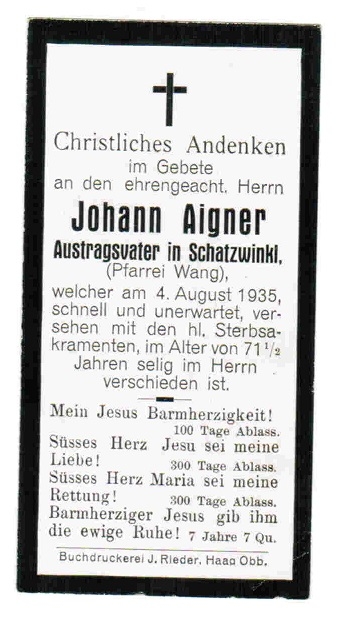 Christliches Andenken
im Gebete
an den ehrengeacht. Herrn
Johann Aigner
Austragsvater in Schatzwinkl,
(Pfarrei Wang),
welcher am 4. August 1935,
schnell und unerwartet, ver-
sehen mit den hl. Sterbsa-
kramenten, im Alter von 71 1/2
Jahren selig im Herrn
verschieden ist.
Mein Jesus Barmherzigkeit!
100 Tage Ablass.
Süsses Herz Jesu sei meine
Liebe! 300 Tage Ablass.
Süsses Herz Maria sei meine
Rettung! 300 Tage Ablass.
Barmherziger Jesus gib ihm
die ewige Ruhe! 7 Jahre 7 Qu.
Buchdruckerei J. Rieder, Haag Obb.